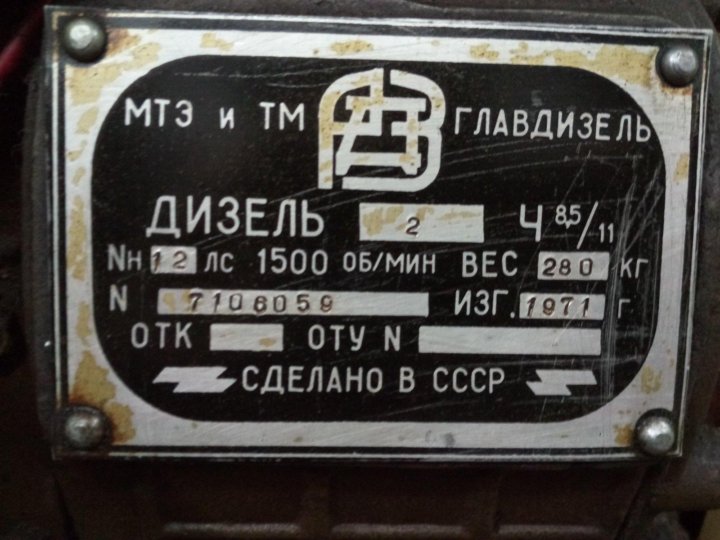 МТЭ и ТМ ГЛАВДИЗЕЛЬ
ДИЗЕЛЬ 2 Ч 8,5/11
Nн 12 ЛС 1500 ОБ/МИН ВЕС 280 КГ
N 7106059 ИЗГ. 1971 Г
ОТК ОТУ N
СДЕЛАНО В СССР